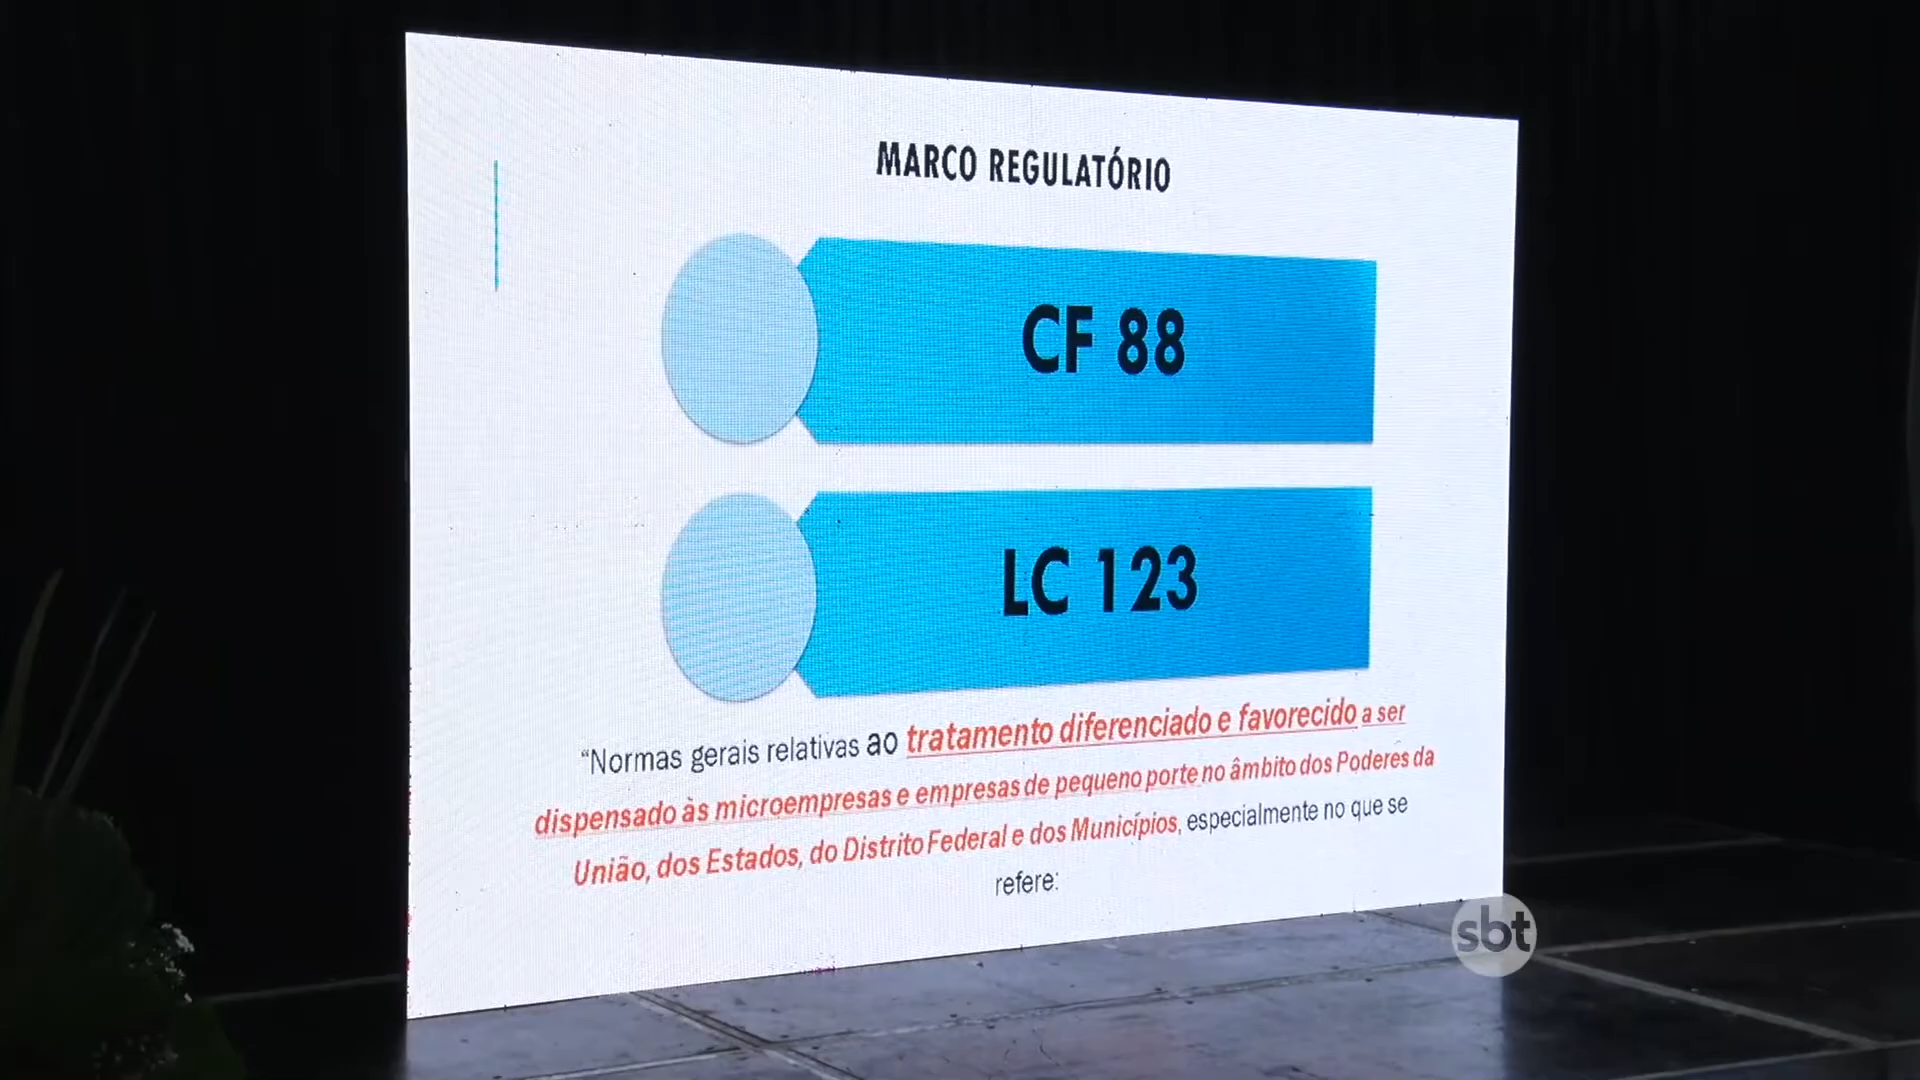 MARCO REGULATÓRIO
CF 88
LC 123
“Normas gerais relativas ao tratamento diferenciado e favorecido a ser
dispensado às microempresas e empresas de pequeno porte no âmbito dos Poderes da
União, dos Estados, do Distrito Federal e dos Municípios, especialmente no que se
refere:
sbt